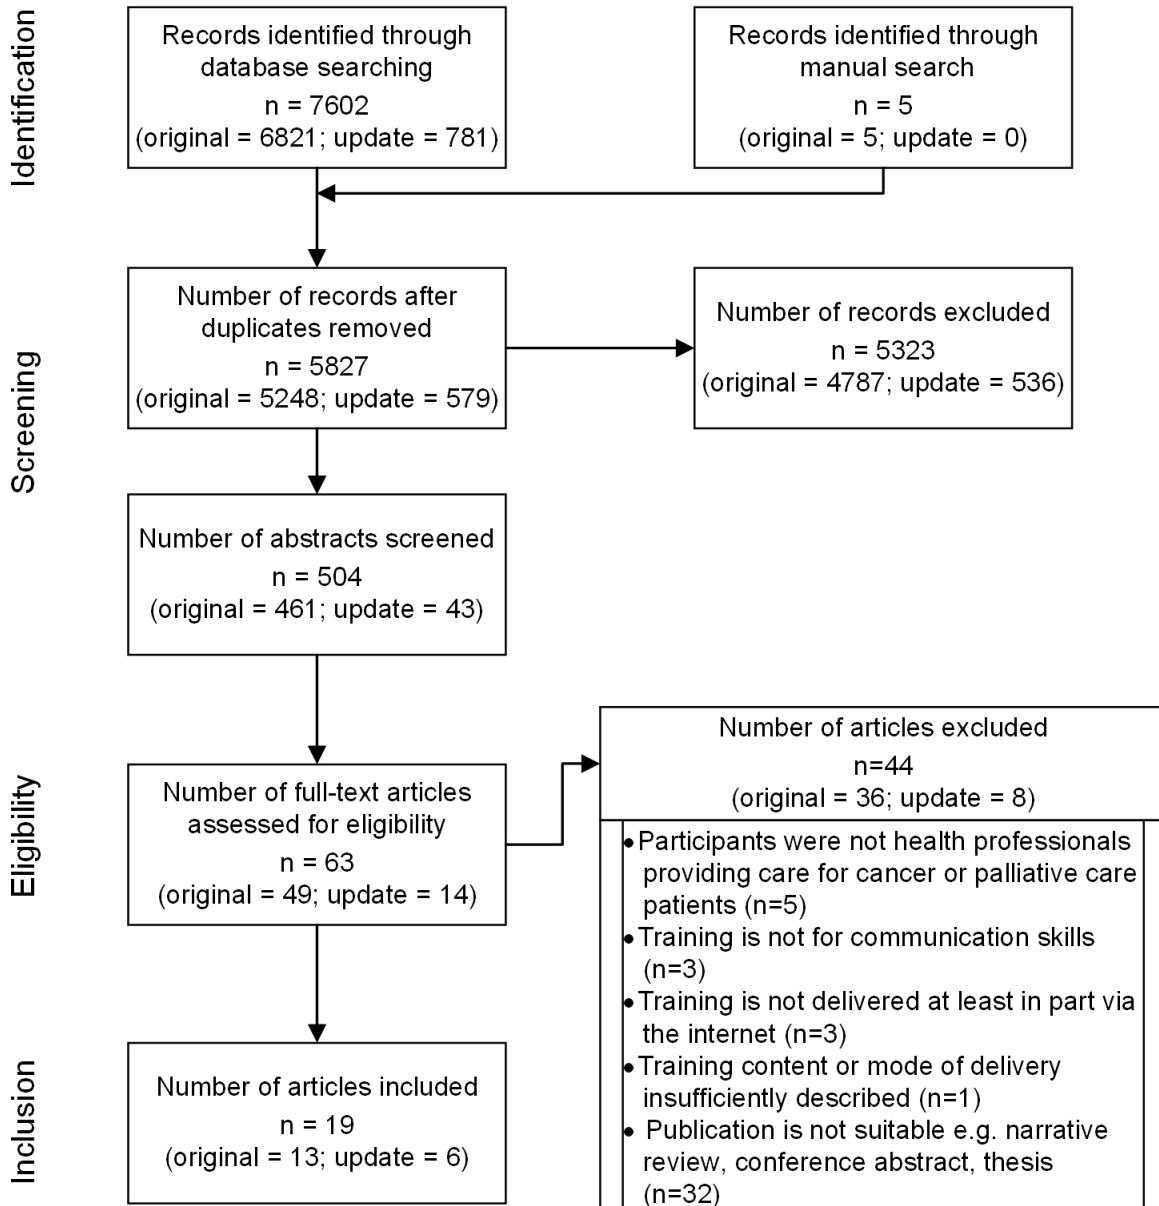 Identification
Records identified through
database searching
n = 7602
(original = 6821; update = 781)
Records identified through
manual search
n = 5
(original = 5; update = 0)
Screening
Number of records after
duplicates removed
n = 5827
(original = 5248; update = 579)
Number of records excluded
n = 5323
(original = 4787; update = 536)
Number of abstracts screened
n = 504
(original = 461; update = 43)
Eligibility
Number of full-text articles
assessed for eligibility
n = 63
(original = 49; update = 14)
Number of articles excluded
n=44
(original = 36; update = 8)
• Participants were not health professionals
providing care for cancer or palliative care
patients (n=5)
• Training is not for communication skills
(n=3)
• Training is not delivered at least in part via
the internet (n=3)
• Training content or mode of delivery
insufficiently described (n=1)
• Publication is not suitable e.g. narrative
review, conference abstract, thesis
(n=32)
Inclusion
Number of articles included
n = 19
(original = 13; update = 6)